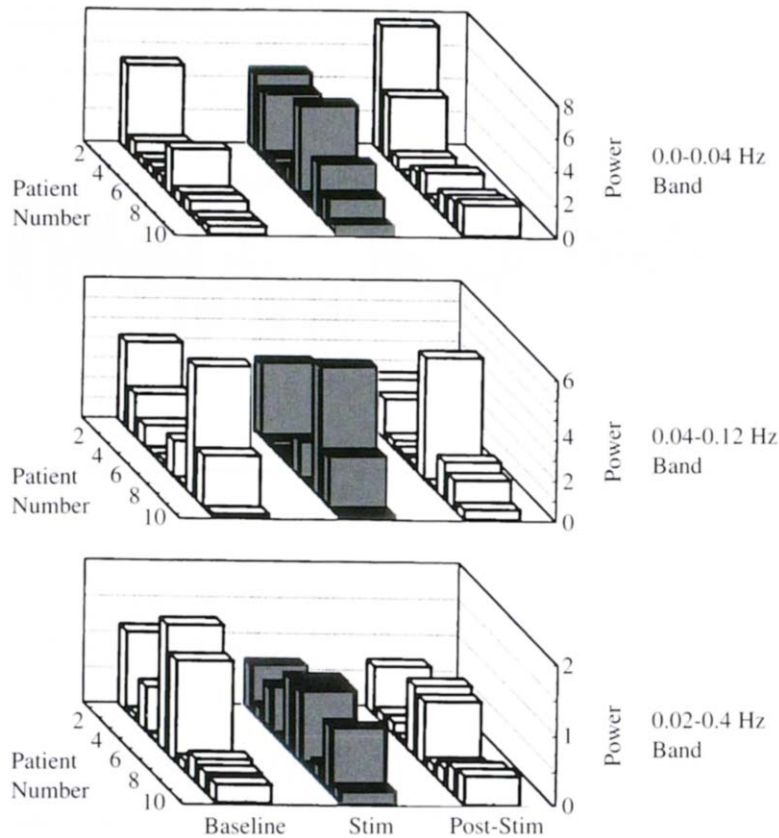 8
6
4
2
0
Power
0.0-0.04 Hz
Band
2
4
6
8
10
Patient
Number
6
4
2
0
Power
0.04-0.12 Hz
Band
2
4
6
8
10
Patient
Number
2
1
0
Power
0.02-0.4 Hz
Band
2
4
6
8
10
Patient
Number
Baseline Stim Post-Stim